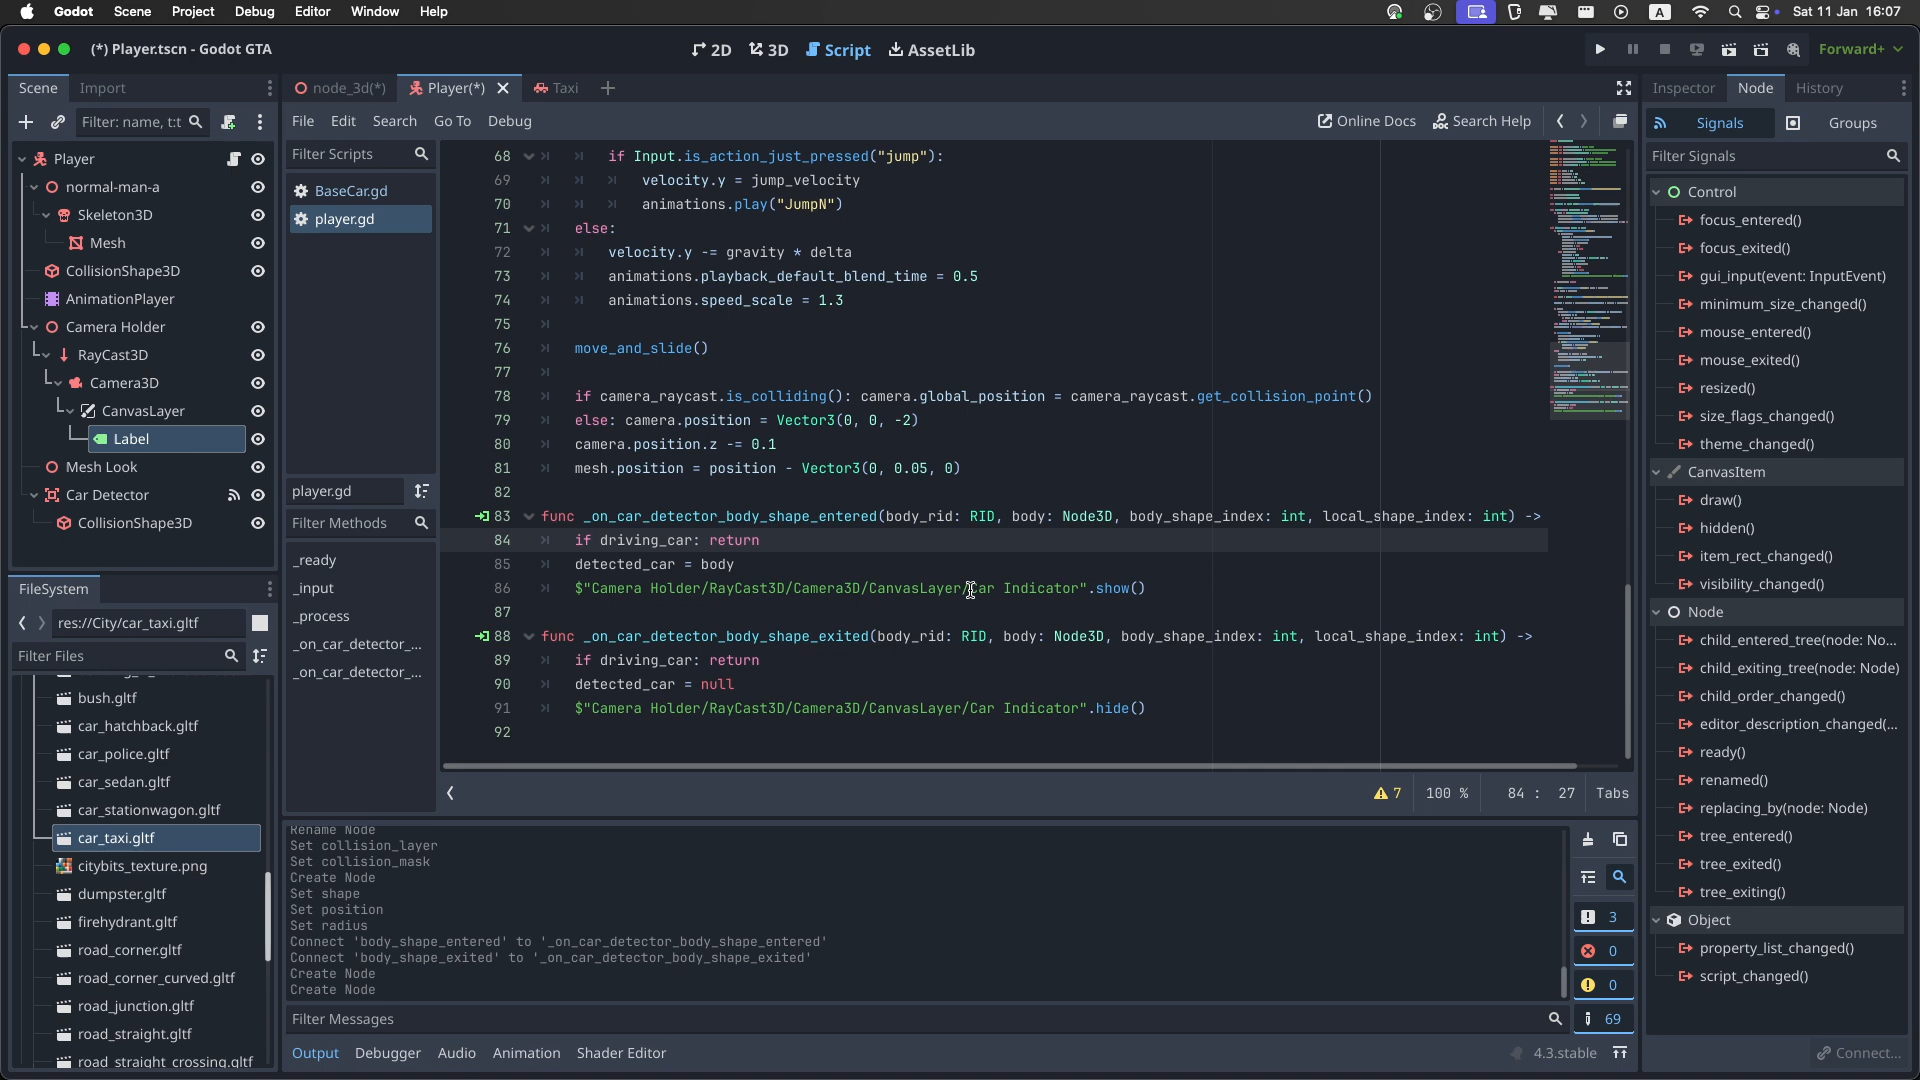 Godot Scene Project Debug Editor Window Help
A Sat 11 Jan 16:07
(*) Player.tscn - Godot GTA
2D 3D Script AssetLib
Forward+
Scene Import
Filter: name, t:t
Player
normal-man-a
Skeleton3D
Mesh
CollisionShape3D
AnimationPlayer
Camera Holder
RayCast3D
Camera3D
CanvasLayer
Label
Mesh Look
Car Detector
CollisionShape3D
FileSystem
res://City/car_taxi.gltf
Filter Files
bush.gltf
car_hatchback.gltf
car_police.gltf
car_sedan.gltf
car_stationwagon.gltf
car_taxi.gltf
citybits_texture.png
dumpster.gltf
firehydrant.gltf
road_corner.gltf
road_corner_curved.gltf
road_junction.gltf
road_straight.gltf
road_straight_crossing.gltf
node_3d(*) Player(*) Taxi
File Edit Search Go To Debug
Online Docs Search Help
Filter Scripts
BaseCar.gd
player.gd
player.gd
Filter Methods
_ready
_input
_process
_on_car_detector_...
_on_car_detector_...
68 if Input.is_action_just_pressed("jump"):
69 velocity.y = jump_velocity
70 animations.play("JumpN")
71 else:
72 velocity.y -= gravity * delta
73 animations.playback_default_blend_time = 0.5
74 animations.speed_scale = 1.3
75
76 move_and_slide()
77
78 if camera_raycast.is_colliding(): camera.global_position = camera_raycast.get_collision_point()
79 else: camera.position = Vector3(0, 0, -2)
80 camera.position.z -= 0.1
81 mesh.position = position - Vector3(0, 0.05, 0)
82
83 func _on_car_detector_body_shape_entered(body_rid: RID, body: Node3D, body_shape_index: int, local_shape_index: int) ->
84 if driving_car: return
85 detected_car = body
86 $"Camera Holder/RayCast3D/Camera3D/CanvasLayer/Car Indicator".show()
87
88 func _on_car_detector_body_shape_exited(body_rid: RID, body: Node3D, body_shape_index: int, local_shape_index: int) ->
89 if driving_car: return
90 detected_car = null
91 $"Camera Holder/RayCast3D/Camera3D/CanvasLayer/Car Indicator".hide()
92
7 100 % 84 : 27 Tabs
Rename Node
Set collision_layer
Set collision_mask
Create Node
Set shape
Set position
Set radius
Connect 'body_shape_entered' to '_on_car_detector_body_shape_entered'
Connect 'body_shape_exited' to '_on_car_detector_body_shape_exited'
Create Node
Create Node
3
0
0
69
Filter Messages
Output Debugger Audio Animation Shader Editor
4.3.stable
Inspector Node History
Signals Groups
Filter Signals
Control
focus_entered()
focus_exited()
gui_input(event: InputEvent)
minimum_size_changed()
mouse_entered()
mouse_exited()
resized()
size_flags_changed()
theme_changed()
CanvasItem
draw()
hidden()
item_rect_changed()
visibility_changed()
Node
child_entered_tree(node: No...
child_exiting_tree(node: Node)
child_order_changed()
editor_description_changed(...
ready()
renamed()
replacing_by(node: Node)
tree_entered()
tree_exited()
tree_exiting()
Object
property_list_changed()
script_changed()
Connect...